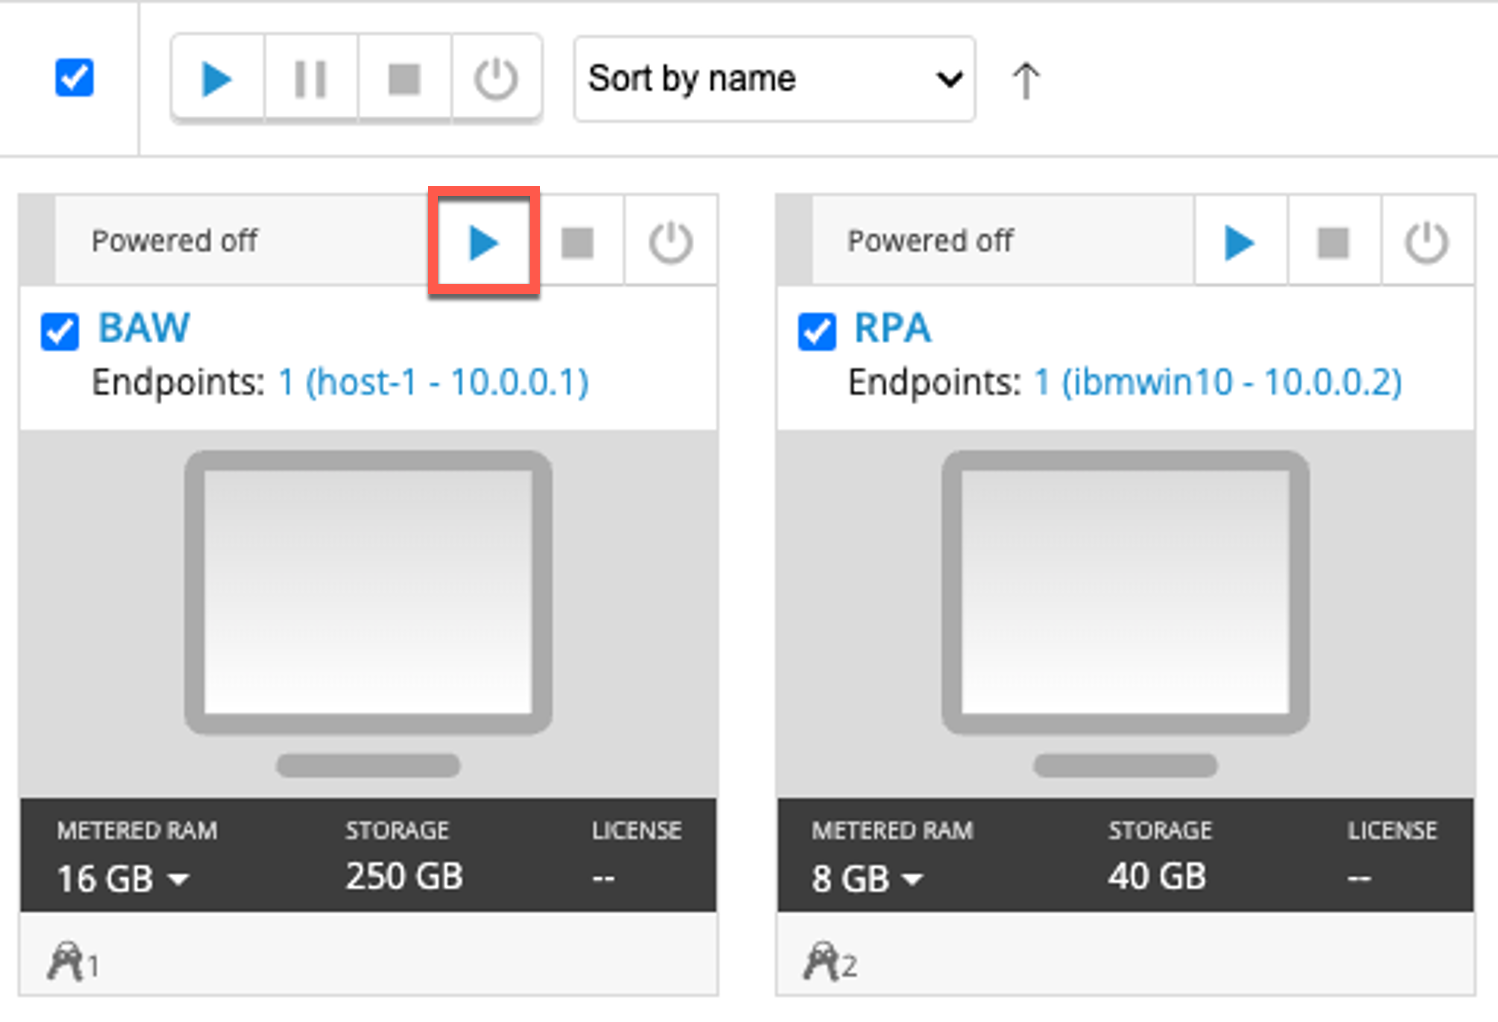 Sort by name
Powered off
BAW
Endpoints: 1 (host-1 - 10.0.0.1)
METERED RAM STORAGE LICENSE
16 GB 250 GB --
1
Powered off
RPA
Endpoints: 1 (ibmwin10 - 10.0.0.2)
METERED RAM STORAGE LICENSE
8 GB 40 GB --
2